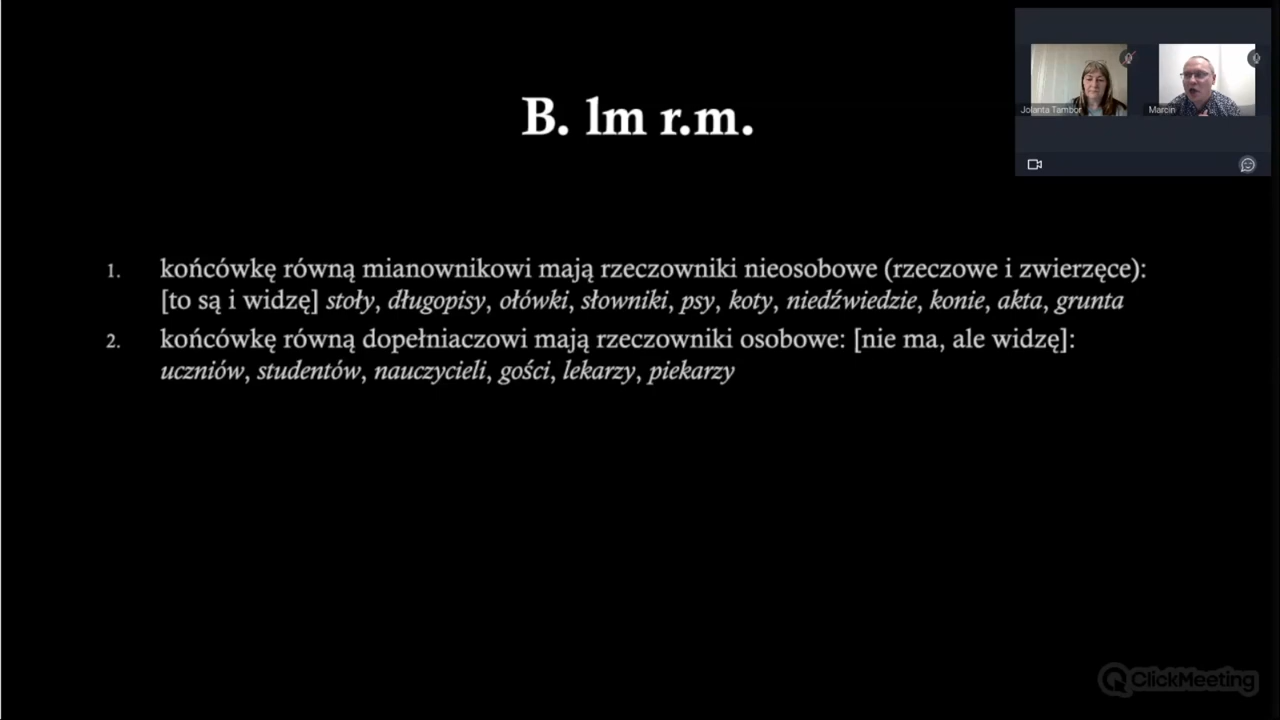 B. lm r.m.
Jolanta Tambor
Marcin
1. końcówkę równą mianownikowi mają rzeczowniki nieosobowe (rzeczowe i zwierzęce):
[to są i widzę] stoły, długopisy, ołówki, słowniki, psy, koty, niedźwiedzie, konie, akta, grunta
2. końcówkę równą dopełniaczowi mają rzeczowniki osobowe: [nie ma, ale widzę]:
uczniów, studentów, nauczycieli, gości, lekarzy, piekarzy
ClickMeeting